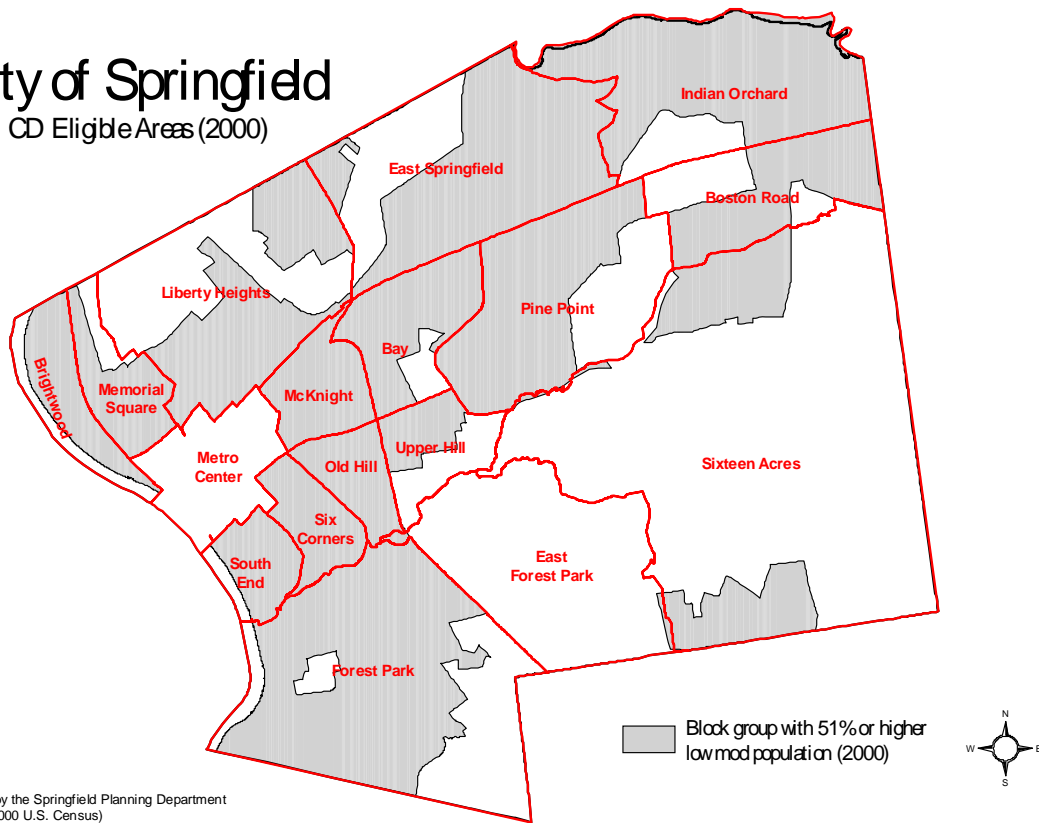 ty of Springfield
CD Eligible Areas (2000)
Indian Orchard
East Springfield
Boston Road
Liberty Heights
Pine Point
Bay
Brightwood
Memorial
Square
McKnight
Metro
Center
Old Hill
Upper Hill
Sixteen Acres
Six
Corners
South
End
East
Forest Park
Forest Park
Block group with 51% or higher
low mod population (2000)
N
W
E
S
by the Springfield Planning Department
000 U.S. Census)